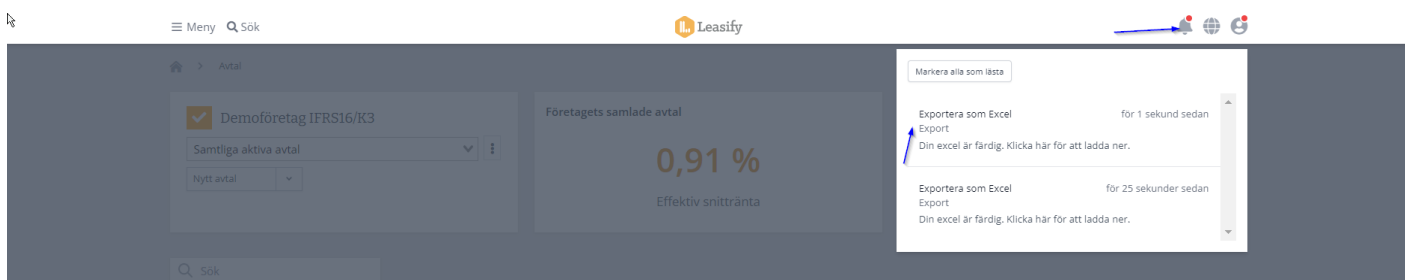 Meny Sök
Leasify
Avtal
Demoföretag IFRS16/K3
Samtliga aktiva avtal
Nytt avtal
Företagets samlade avtal
0,91 %
Effektiv snittränta
Markera alla som lästa
Exportera som Excel för 1 sekund sedan
Export
Din excel är färdig. Klicka här för att ladda ner.
Exportera som Excel för 25 sekunder sedan
Export
Din excel är färdig. Klicka här för att ladda ner.
Sök